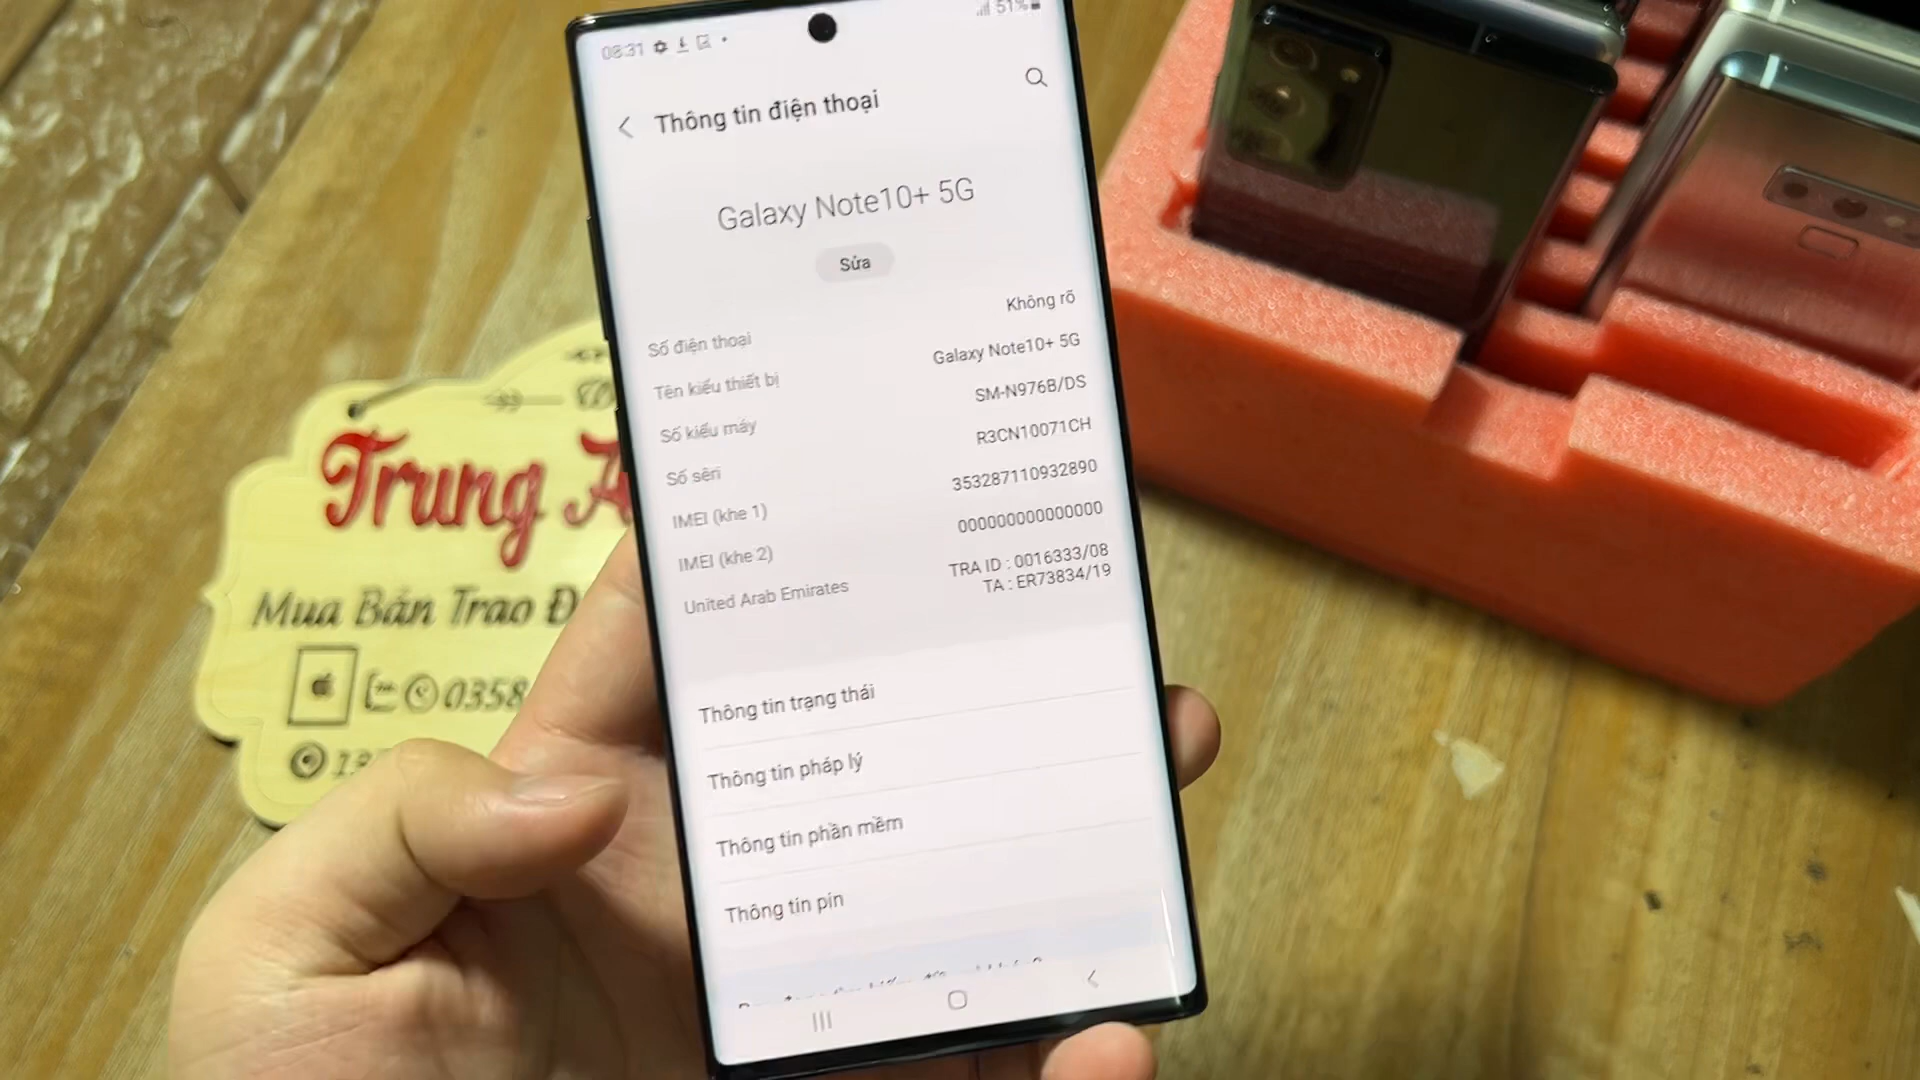 08:31
51%
Thông tin điện thoại
Galaxy Note10+ 5G
Sửa
Số điện thoại Không rõ
Tên kiểu thiết bị Galaxy Note10+ 5G
Số kiểu máy SM-N976B/DS
Số sêri R3CN10071CH
IMEI (khe 1) 353287110932890
IMEI (khe 2) 000000000000000
United Arab Emirates TRA ID : 0016333/08
TA : ER73834/19
Thông tin trạng thái
Thông tin pháp lý
Thông tin phần mềm
Thông tin pin
Trung
Mua Bán Trao
0358